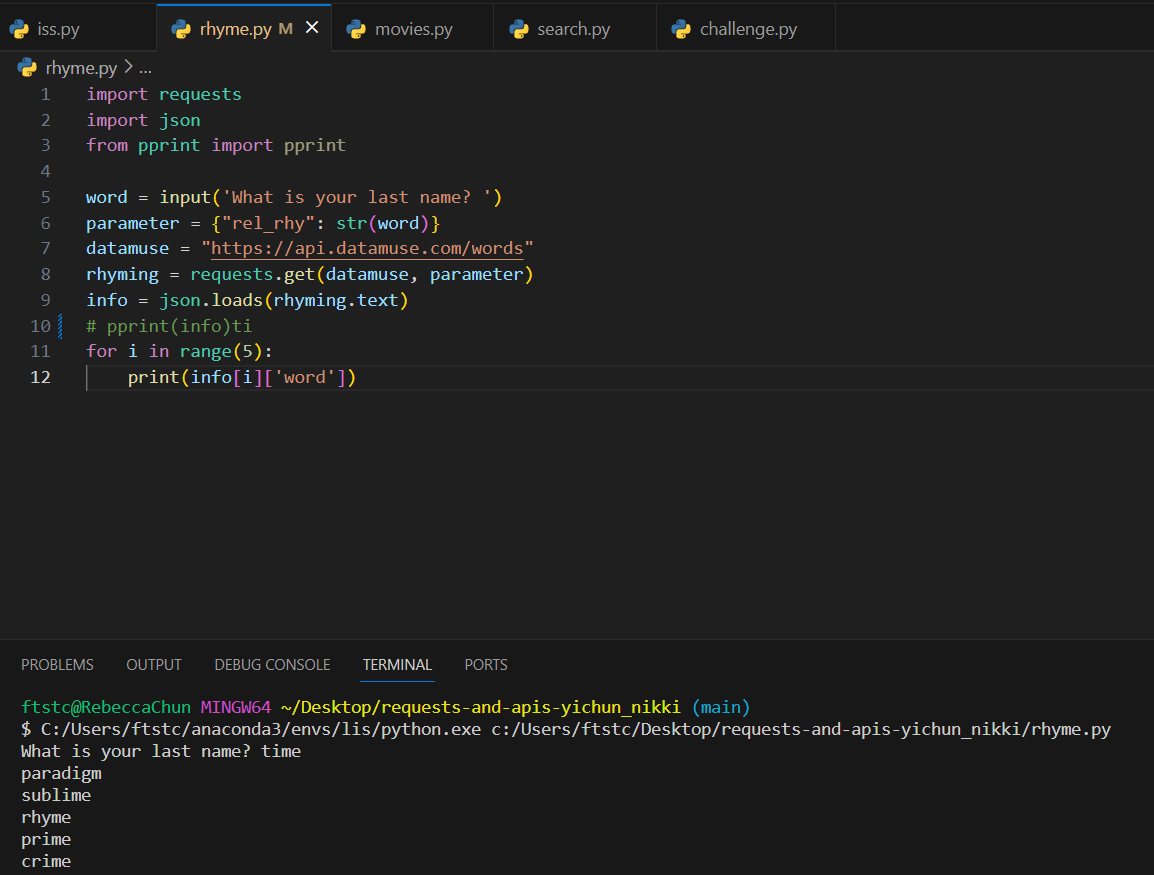 iss.py
rhyme.py M
movies.py
search.py
challenge.py
rhyme.py > ...
1 import requests
2 import json
3 from pprint import pprint
4
5 word = input('What is your last name? ')
6 parameter = {"rel_rhy": str(word)}
7 datamuse = "https://api.datamuse.com/words"
8 rhyming = requests.get(datamuse, parameter)
9 info = json.loads(rhyming.text)
10 # pprint(info)ti
11 for i in range(5):
12     print(info[i]['word'])
PROBLEMS OUTPUT DEBUG CONSOLE TERMINAL PORTS
ftstc@RebeccaChun MINGW64 ~/Desktop/requests-and-apis-yichun_nikki (main)
$ C:/Users/ftstc/anaconda3/envs/lis/python.exe c:/Users/ftstc/Desktop/requests-and-apis-yichun_nikki/rhyme.py
What is your last name? time
paradigm
sublime
rhyme
prime
crime